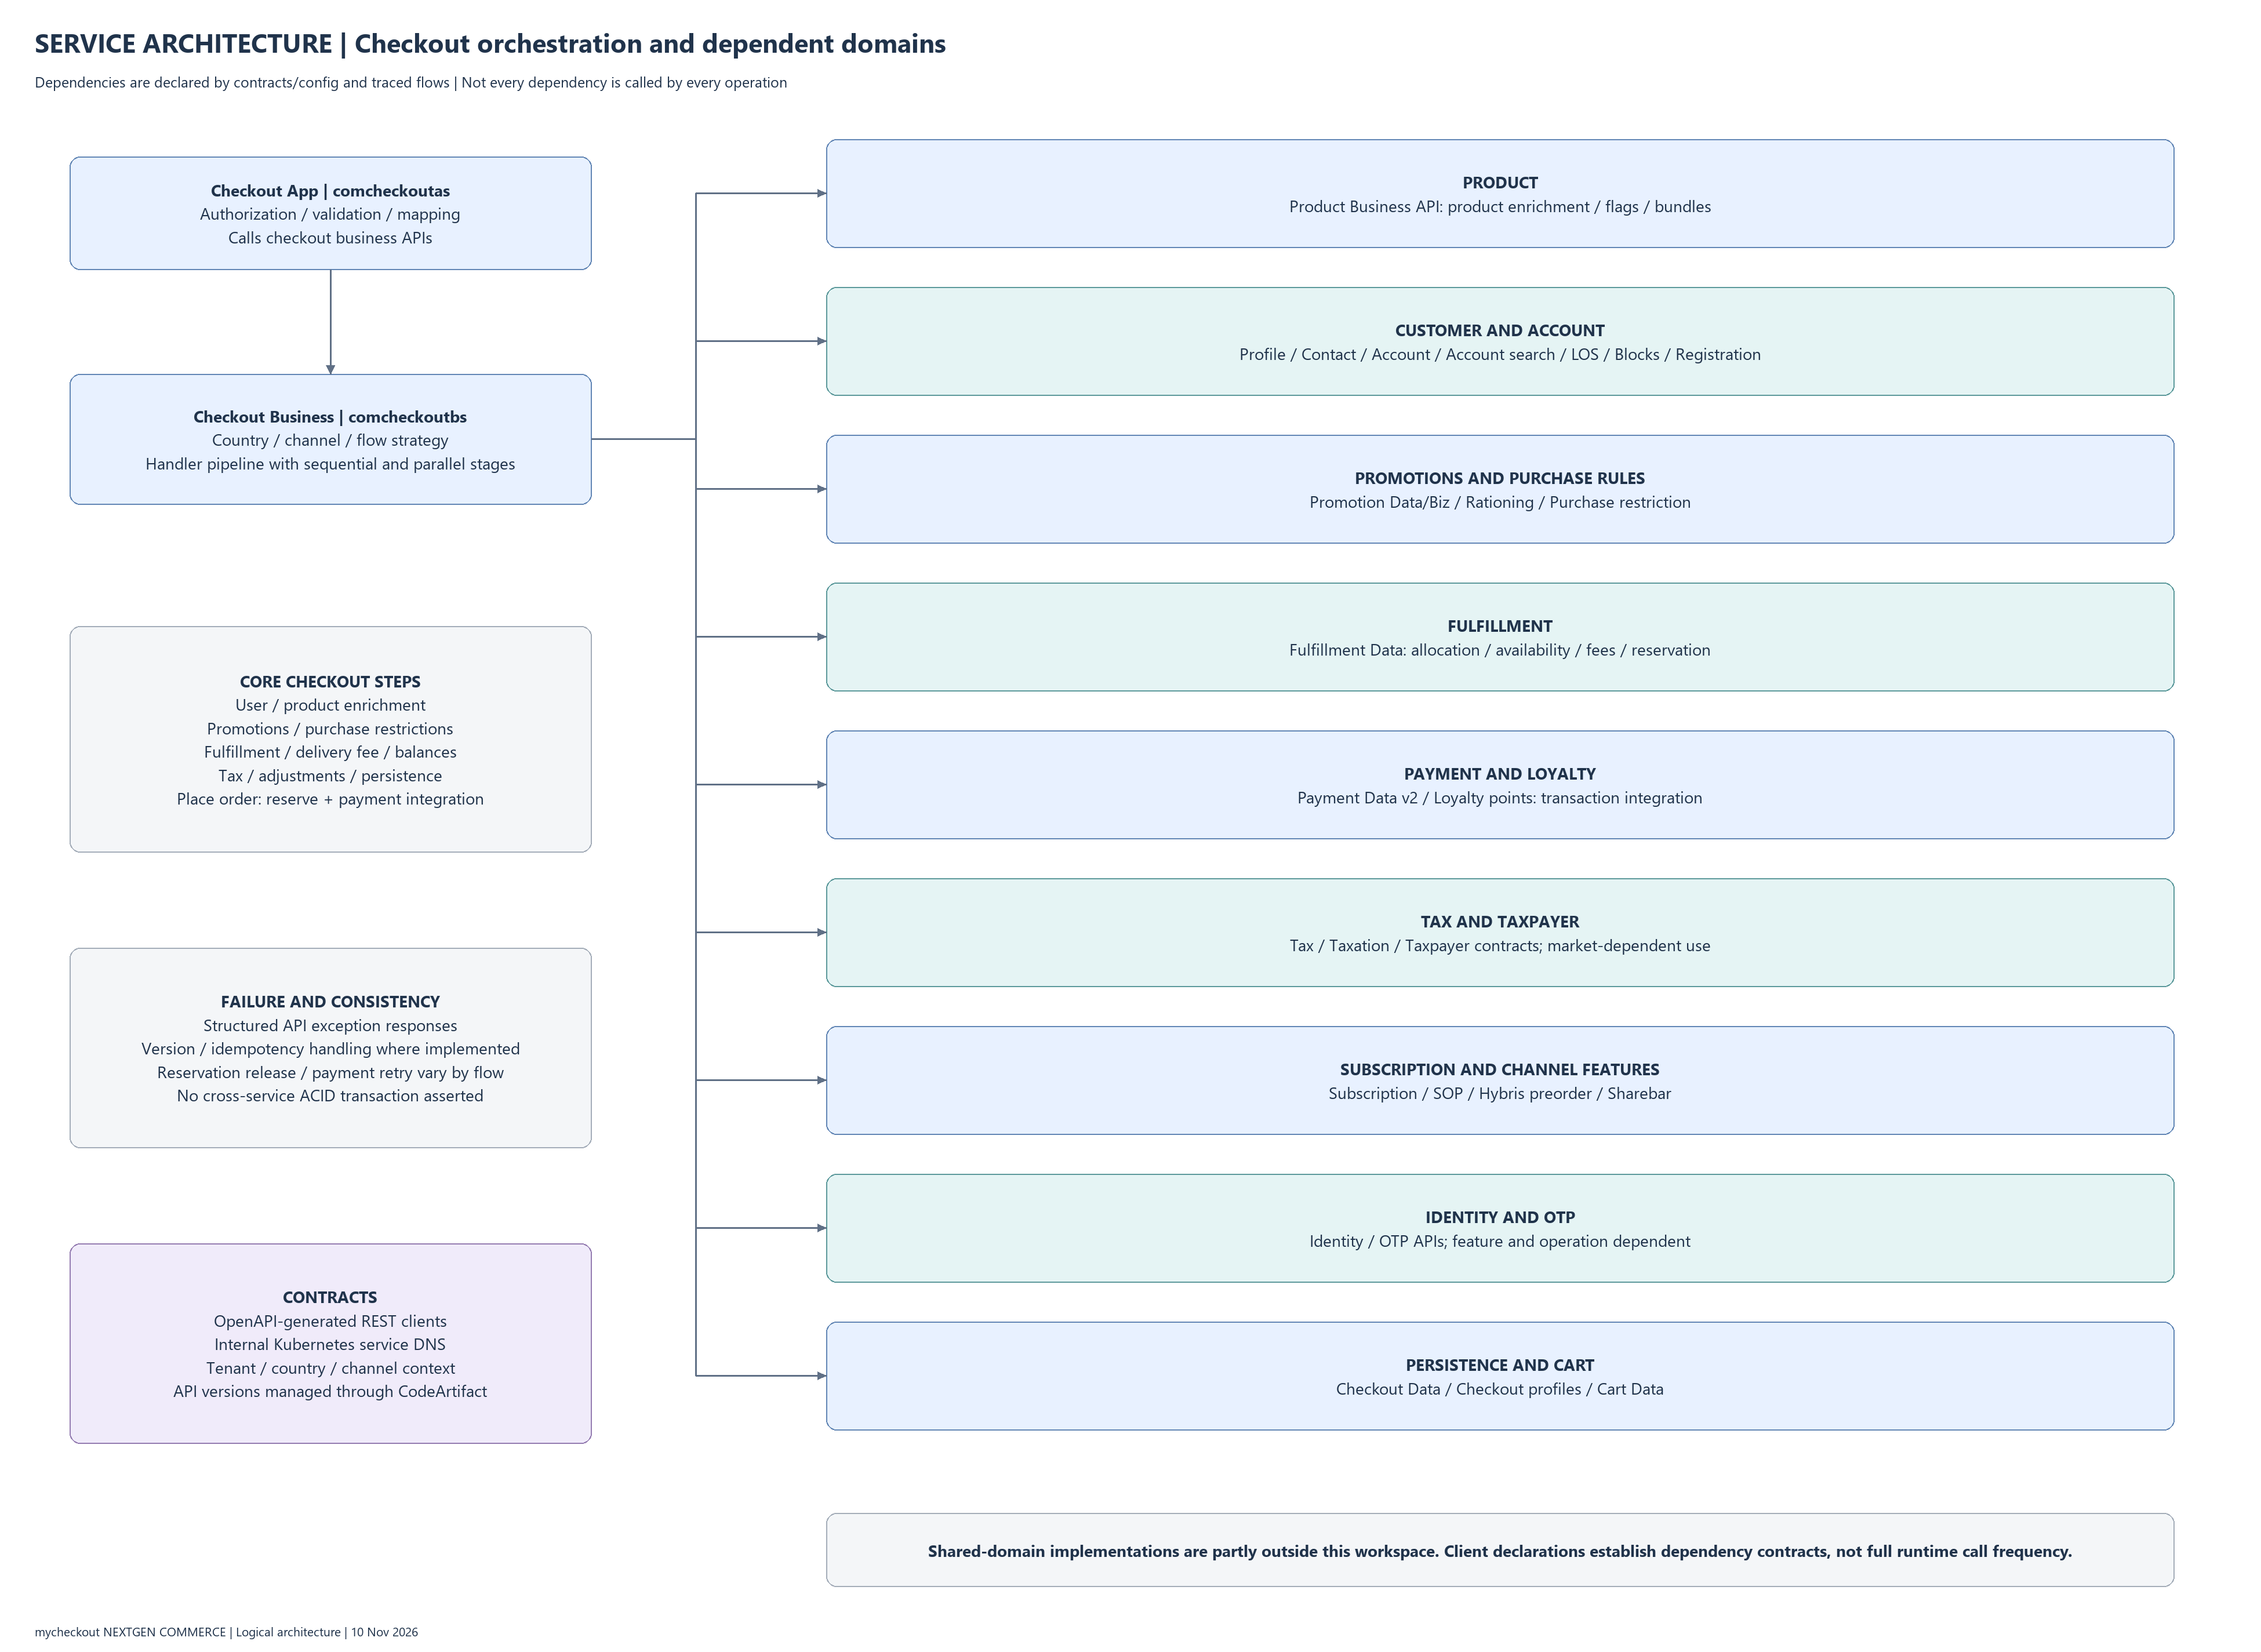 SERVICE ARCHITECTURE | Checkout orchestration and dependent domains
Dependencies are declared by contracts/config and traced flows | Not every dependency is called by every operation
Checkout App | comcheckoutas
Authorization / validation / mapping
Calls checkout business APIs
Checkout Business | comcheckoutbs
Country / channel / flow strategy
Handler pipeline with sequential and parallel stages
CORE CHECKOUT STEPS
User / product enrichment
Promotions / purchase restrictions
Fulfillment / delivery fee / balances
Tax / adjustments / persistence
Place order: reserve + payment integration
FAILURE AND CONSISTENCY
Structured API exception responses
Version / idempotency handling where implemented
Reservation release / payment retry vary by flow
No cross-service ACID transaction asserted
CONTRACTS
OpenAPI-generated REST clients
Internal Kubernetes service DNS
Tenant / country / channel context
API versions managed through CodeArtifact
PRODUCT
Product Business API: product enrichment / flags / bundles
CUSTOMER AND ACCOUNT
Profile / Contact / Account / Account search / LOS / Blocks / Registration
PROMOTIONS AND PURCHASE RULES
Promotion Data/Biz / Rationing / Purchase restriction
FULFILLMENT
Fulfillment Data: allocation / availability / fees / reservation
PAYMENT AND LOYALTY
Payment Data v2 / Loyalty points: transaction integration
TAX AND TAXPAYER
Tax / Taxation / Taxpayer contracts; market-dependent use
SUBSCRIPTION AND CHANNEL FEATURES
Subscription / SOP / Hybris preorder / Sharebar
IDENTITY AND OTP
Identity / OTP APIs; feature and operation dependent
PERSISTENCE AND CART
Checkout Data / Checkout profiles / Cart Data
Shared-domain implementations are partly outside this workspace. Client declarations establish dependency contracts, not full runtime call frequency.
mycheckout NEXTGEN COMMERCE | Logical architecture | 10 Nov 2026